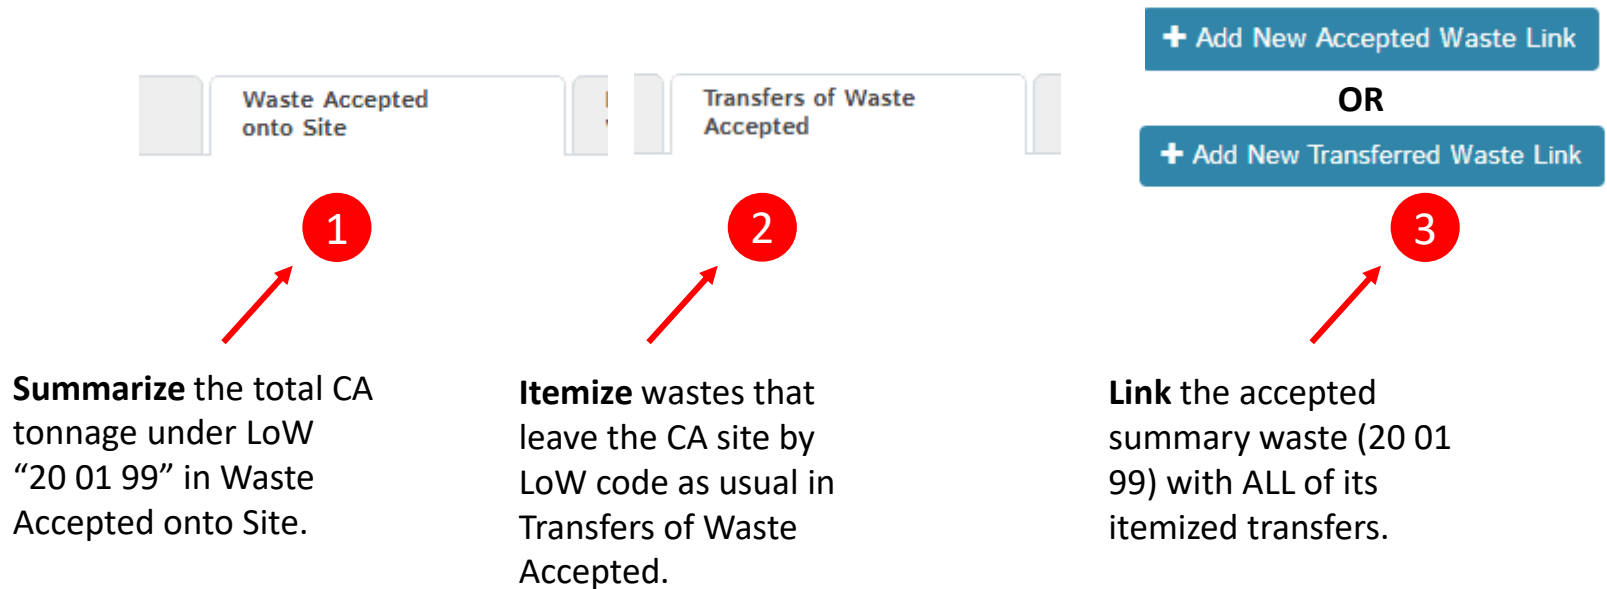 Waste Accepted
onto Site
Transfers of Waste
Accepted
+ Add New Accepted Waste Link
OR
+ Add New Transferred Waste Link
1
2
3
Summarize the total CA
tonnage under LoW
“20 01 99” in Waste
Accepted onto Site.
Itemize wastes that
leave the CA site by
LoW code as usual in
Transfers of Waste
Accepted.
Link the accepted
summary waste (20 01
99) with ALL of its
itemized transfers.